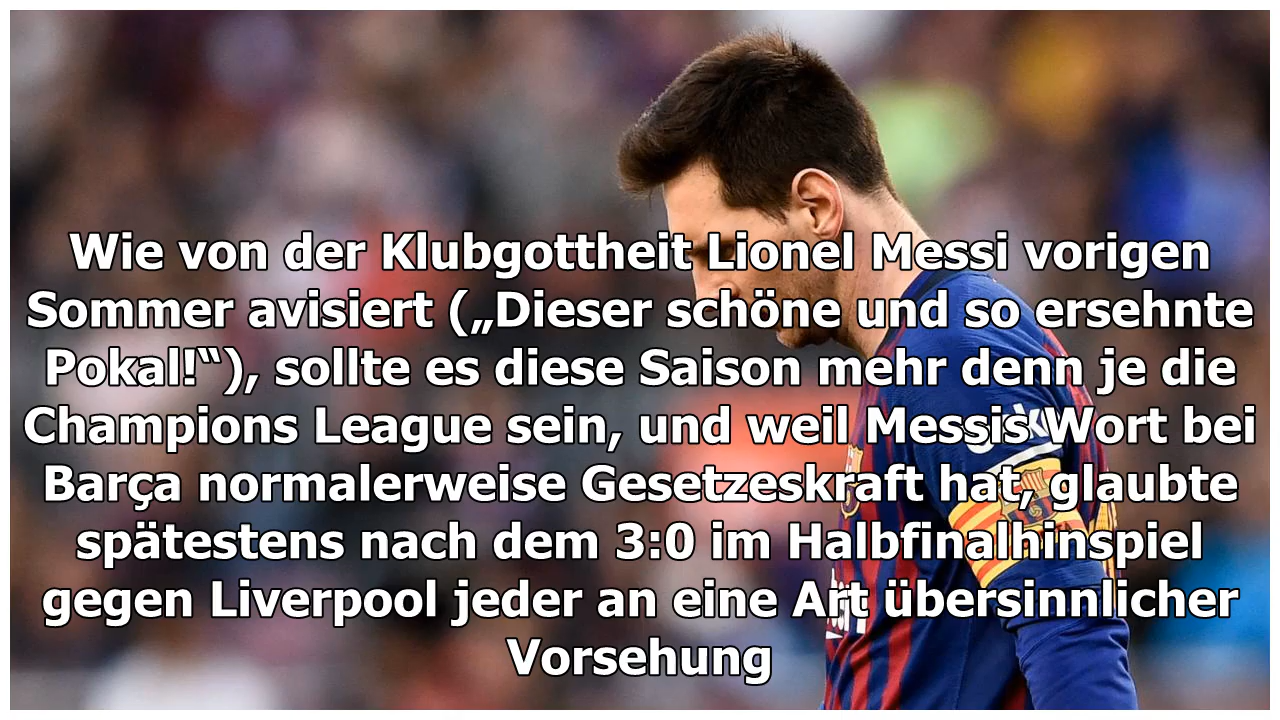 Wie von der Klubgottheit Lionel Messi vorigen
Sommer avisiert („Dieser schöne und so ersehnte
Pokal!“), sollte es diese Saison mehr denn je die
Champions League sein, und weil Messis Wort bei
Barça normalerweise Gesetzeskraft hat, glaubte
spätestens nach dem 3:0 im Halbfinalhinspiel
gegen Liverpool jeder an eine Art übersinnlicher
Vorsehung